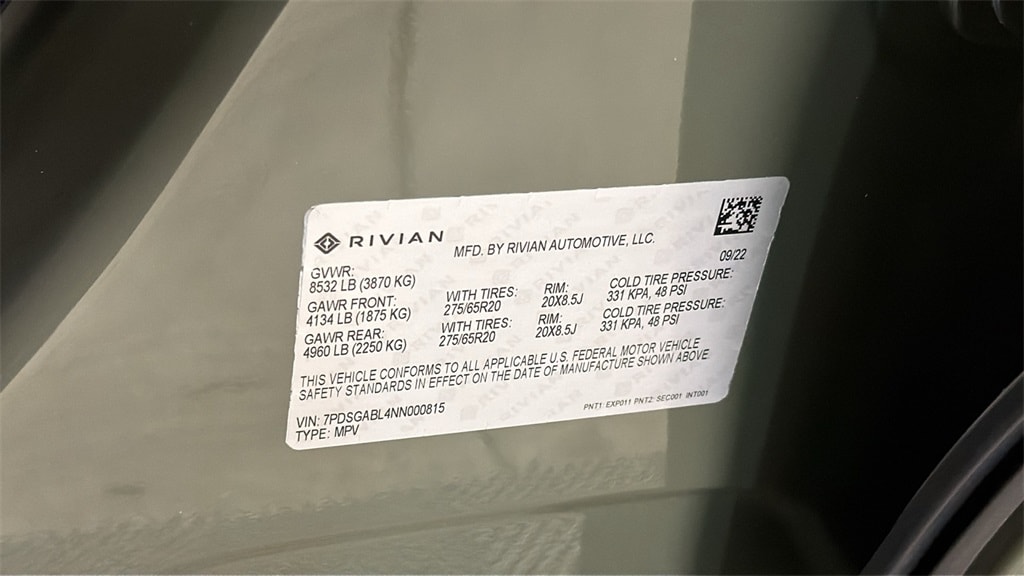 RIVIAN MFD. BY RIVIAN AUTOMOTIVE, LLC.
09/22
GVWR:
8532 LB (3870 KG)
GAWR FRONT: WITH TIRES: RIM: COLD TIRE PRESSURE:
4134 LB (1875 KG) 275/65R20 20X8.5J 331 KPA, 48 PSI
GAWR REAR: WITH TIRES: RIM: COLD TIRE PRESSURE:
4960 LB (2250 KG) 275/65R20 20X8.5J 331 KPA, 48 PSI
THIS VEHICLE CONFORMS TO ALL APPLICABLE U.S. FEDERAL MOTOR VEHICLE
SAFETY STANDARDS IN EFFECT ON THE DATE OF MANUFACTURE SHOWN ABOVE
VIN: 7PDSGABL4NN000815
TYPE: MPV
PNT1: EXP011 PNT2: SEC001 INT001